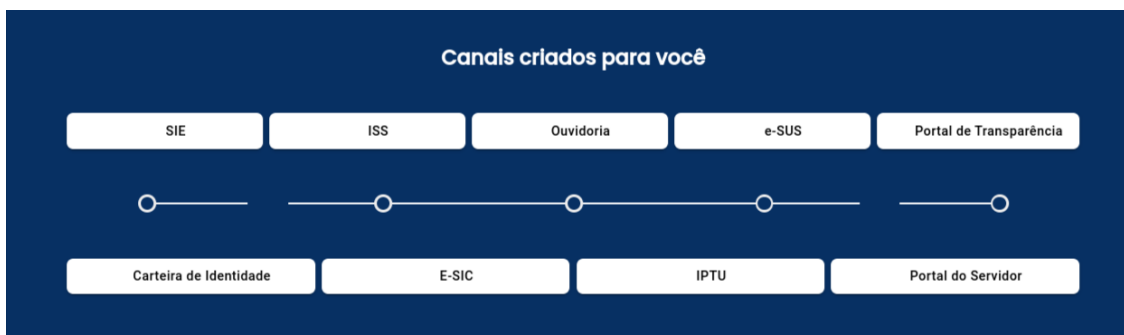 Canais criados para você
SIE ISS Ouvidoria e-SUS Portal de Transparência
Carteira de Identidade E-SIC IPTU Portal do Servidor